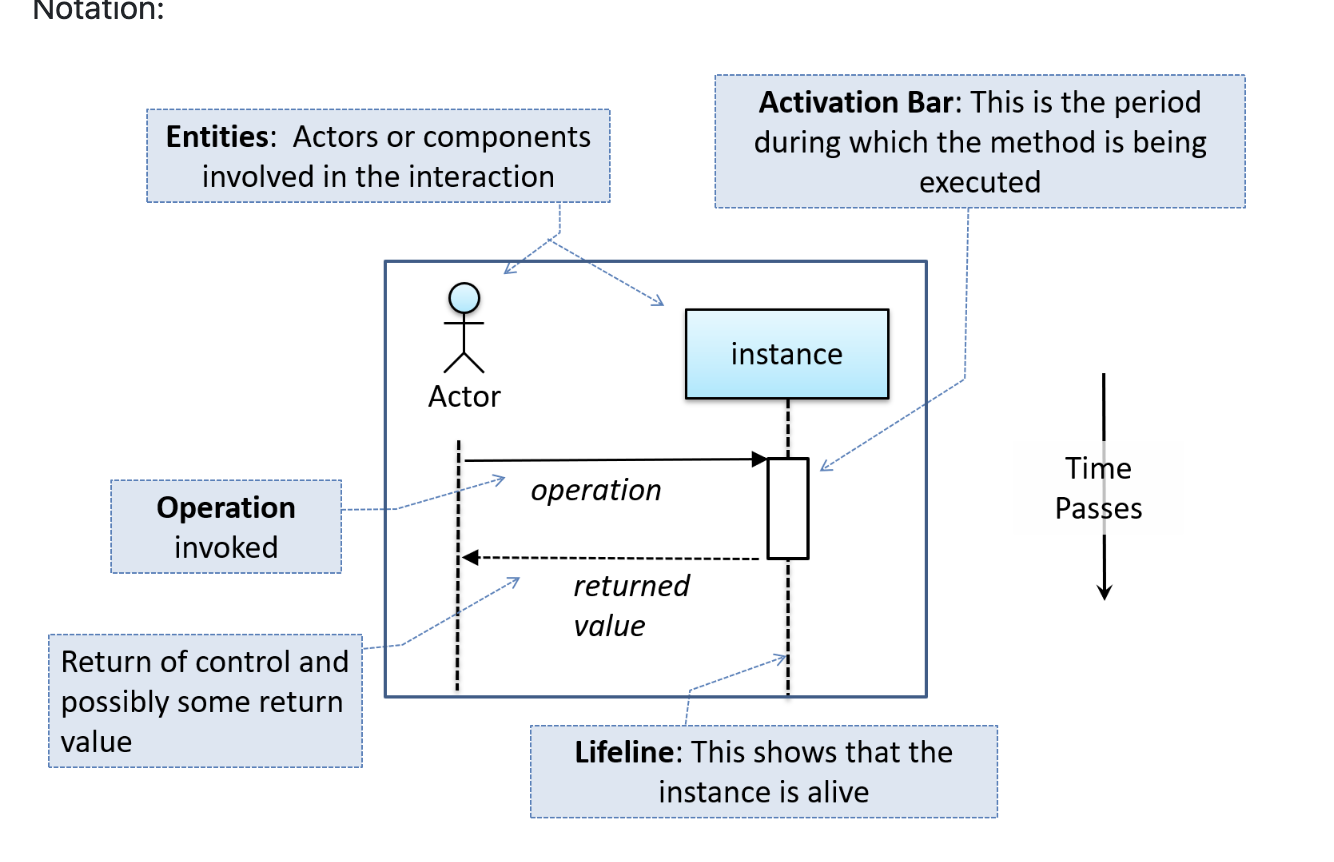 Notation:
Entities:  Actors or components
involved in the interaction
Activation Bar: This is the period
during which the method is being
executed
Actor
instance
Operation
invoked
operation
Time
Passes
returned
value
Return of control and
possibly some return
value
Lifeline: This shows that the
instance is alive